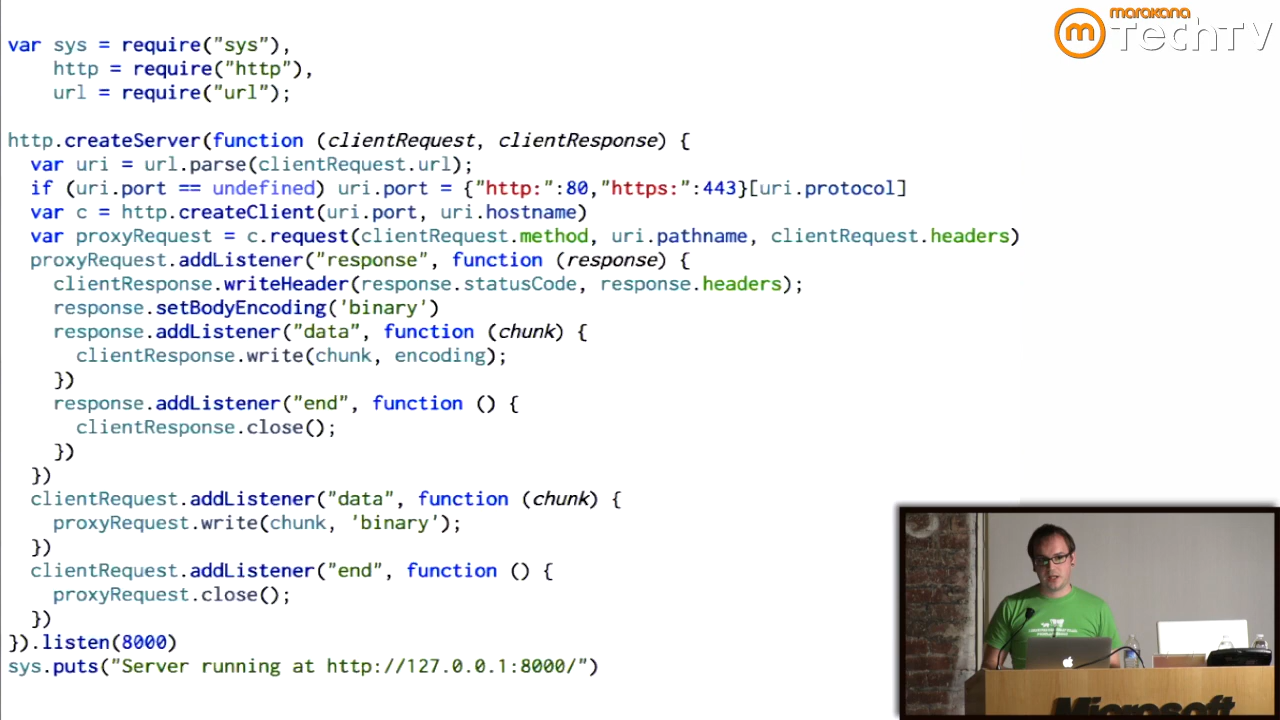 var sys = require("sys"),
    http = require("http"),
    url = require("url");
http.createServer(function (clientRequest, clientResponse) {
  var uri = url.parse(clientRequest.url);
  if (uri.port == undefined) uri.port = {"http:":80,"https:":443}[uri.protocol]
  var c = http.createClient(uri.port, uri.hostname)
  var proxyRequest = c.request(clientRequest.method, uri.pathname, clientRequest.headers)
  proxyRequest.addListener("response", function (response) {
    clientResponse.writeHeader(response.statusCode, response.headers);
    response.setBodyEncoding('binary')
    response.addListener("data", function (chunk) {
      clientResponse.write(chunk, encoding);
    })
    response.addListener("end", function () {
      clientResponse.close();
    })
  })
  clientRequest.addListener("data", function (chunk) {
    proxyRequest.write(chunk, 'binary');
  })
  clientRequest.addListener("end", function () {
    proxyRequest.close();
  })
}).listen(8000)
sys.puts("Server running at http://127.0.0.1:8000/")
marakana
TechTV
Microsoft